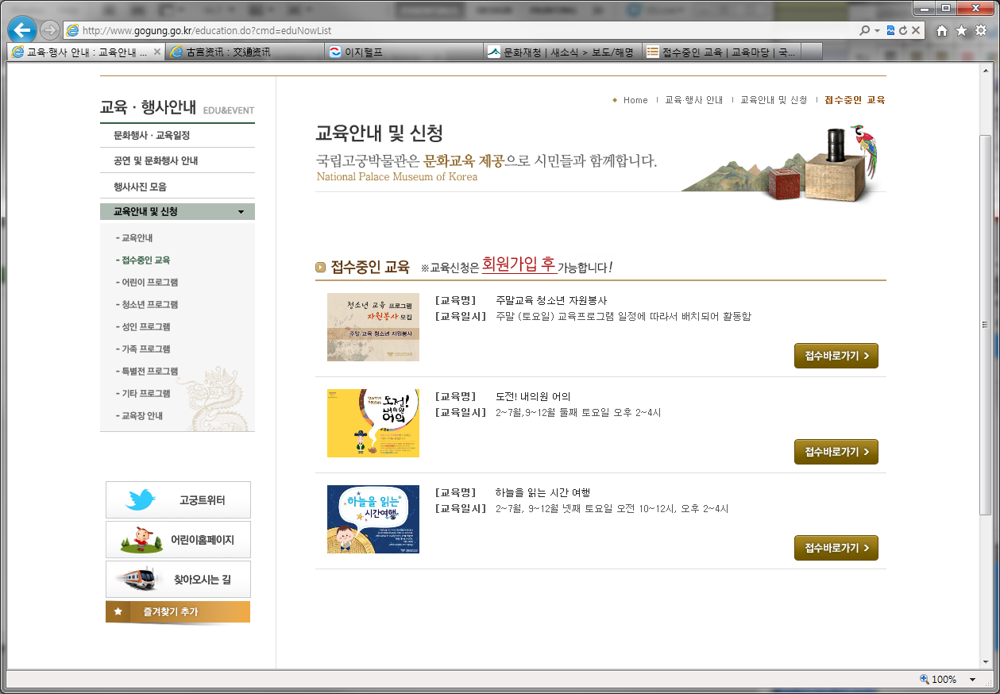 http://www.gogung.go.kr/education.do?cmd=eduNowList
교육·행사 안내 : 교육안내 ...
古宫资讯 : 交通资讯
이지헬프
문화재청 | 새소식 > 보도/해명
접수중인 교육 | 교육마당 | 국...
교육 · 행사안내 EDU&EVENT
문화행사 · 교육일정
공연 및 문화행사 안내
행사사진 모음
교육안내 및 신청
- 교육안내
- 접수중인 교육
- 어린이 프로그램
- 청소년 프로그램
- 성인 프로그램
- 가족 프로그램
- 특별전 프로그램
- 기타 프로그램
- 교육장 안내
고궁트위터
어린이홈페이지
찾아오시는 길
즐겨찾기 추가
Home | 교육·행사 안내 | 교육안내 및 신청 | 접수중인 교육
교육안내 및 신청
국립고궁박물관은 문화교육 제공으로 시민들과 함께합니다.
National Palace Museum of Korea
접수중인 교육 ※교육신청은 회원가입 후 가능합니다!
청소년 교육 프로그램
자원봉사 모집
주말 교육 청소년 자원봉사
[교육명] 주말교육 청소년 자원봉사
[교육일시] 주말 (토요일) 교육프로그램 일정에 따라서 배치되어 활동함
접수바로가기 >
도전!
내의원
어의
[교육명] 도전! 내의원 어의
[교육일시] 2~7월,9~12월 둘째 토요일 오후 2~4시
접수바로가기 >
하늘을 읽는
시간여행
[교육명] 하늘을 읽는 시간 여행
[교육일시] 2~7월, 9~12월 넷째 토요일 오전 10~12시, 오후 2~4시
접수바로가기 >
100%